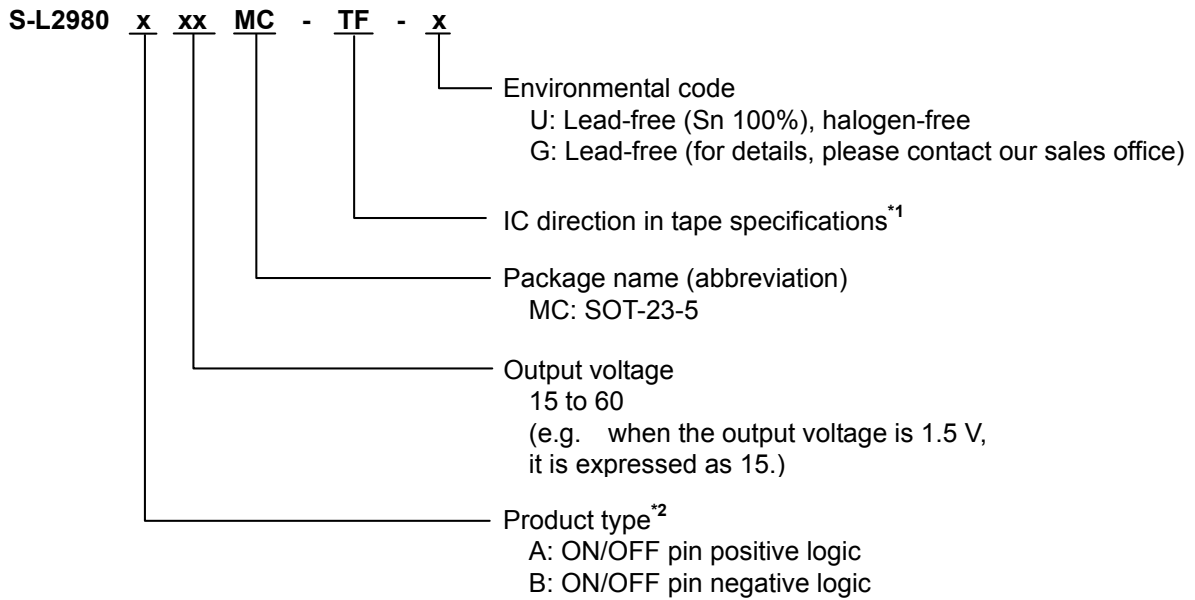 S-L2980 x xx MC - TF - x
Environmental code
U: Lead-free (Sn 100%), halogen-free
G: Lead-free (for details, please contact our sales office)
IC direction in tape specifications*1
Package name (abbreviation)
MC: SOT-23-5
Output voltage
15 to 60
(e.g. when the output voltage is 1.5 V,
it is expressed as 15.)
Product type*2
A: ON/OFF pin positive logic
B: ON/OFF pin negative logic